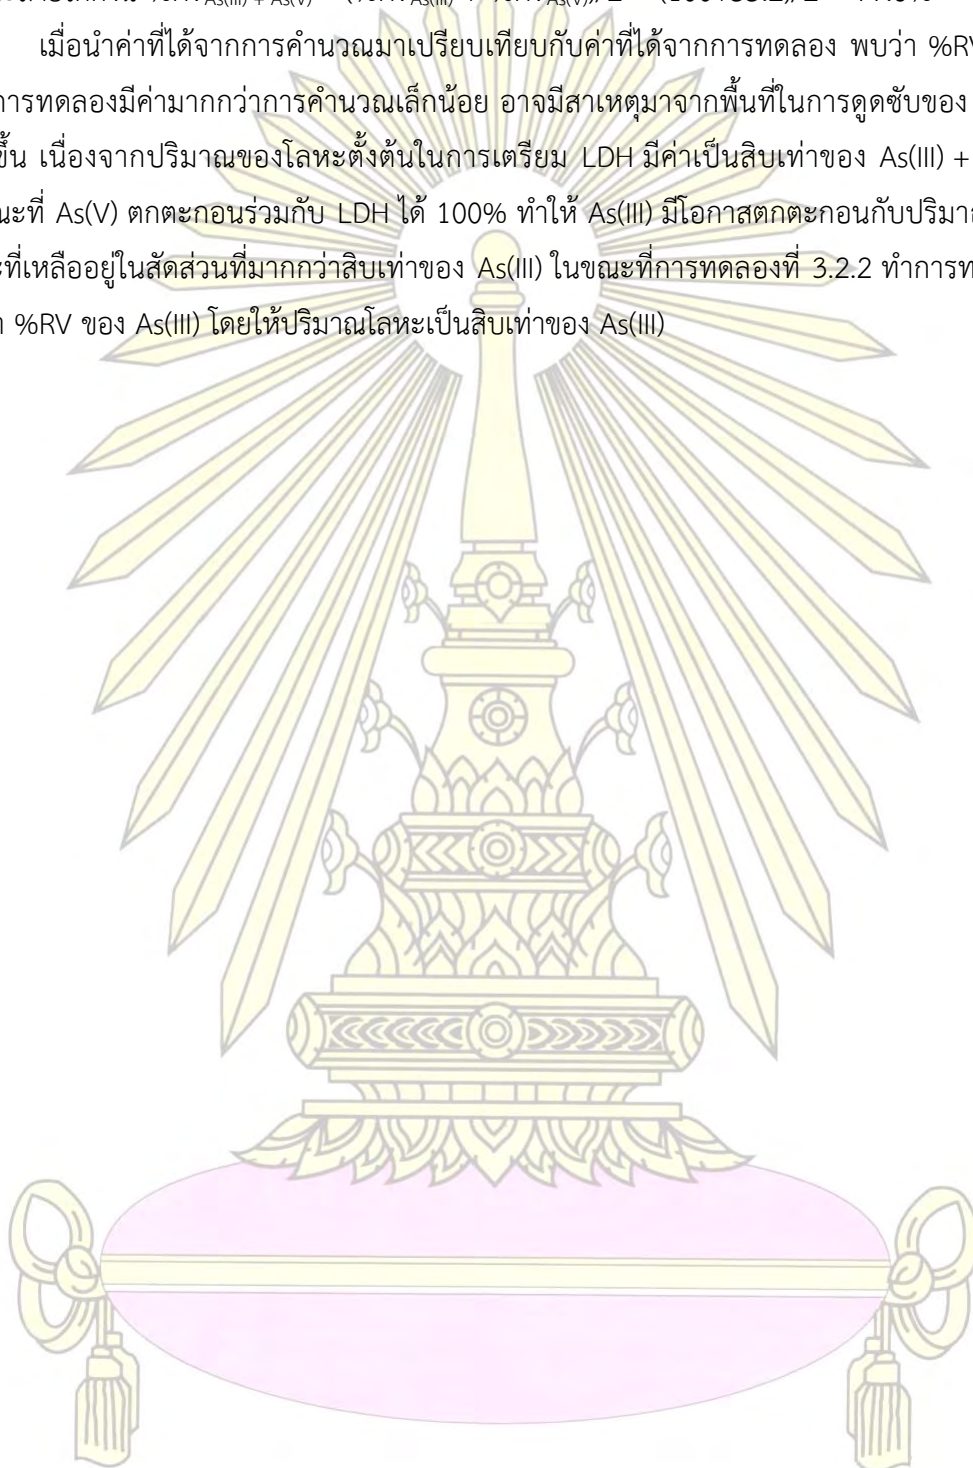 เมื่อนำค่าที่ได้จากการคำนวณมาเปรียบเทียบกับค่าที่ได้จากการทดลอง พบว่า %RV
การทดลองมีค่ามากกว่าการคำนวณเล็กน้อย อาจมีสาเหตุมาจากพื้นที่ในการดูดซับของ
ขึ้น เนื่องจากปริมาณของโลหะตั้งต้นในการเตรียม LDH มีค่าเป็นสิบเท่าของ As(III) +
ณะที่ As(V) ตกตะกอนร่วมกับ LDH ได้ 100% ทำให้ As(III) มีโอกาสตกตะกอนกับปริมา
ะที่เหลืออยู่ในสัดส่วนที่มากกว่าสิบเท่าของ As(III) ในขณะที่การทดลองที่ 3.2.2 ทำการท
%RV ของ As(III) โดยให้ปริมาณโลหะเป็นสิบเท่าของ As(III)